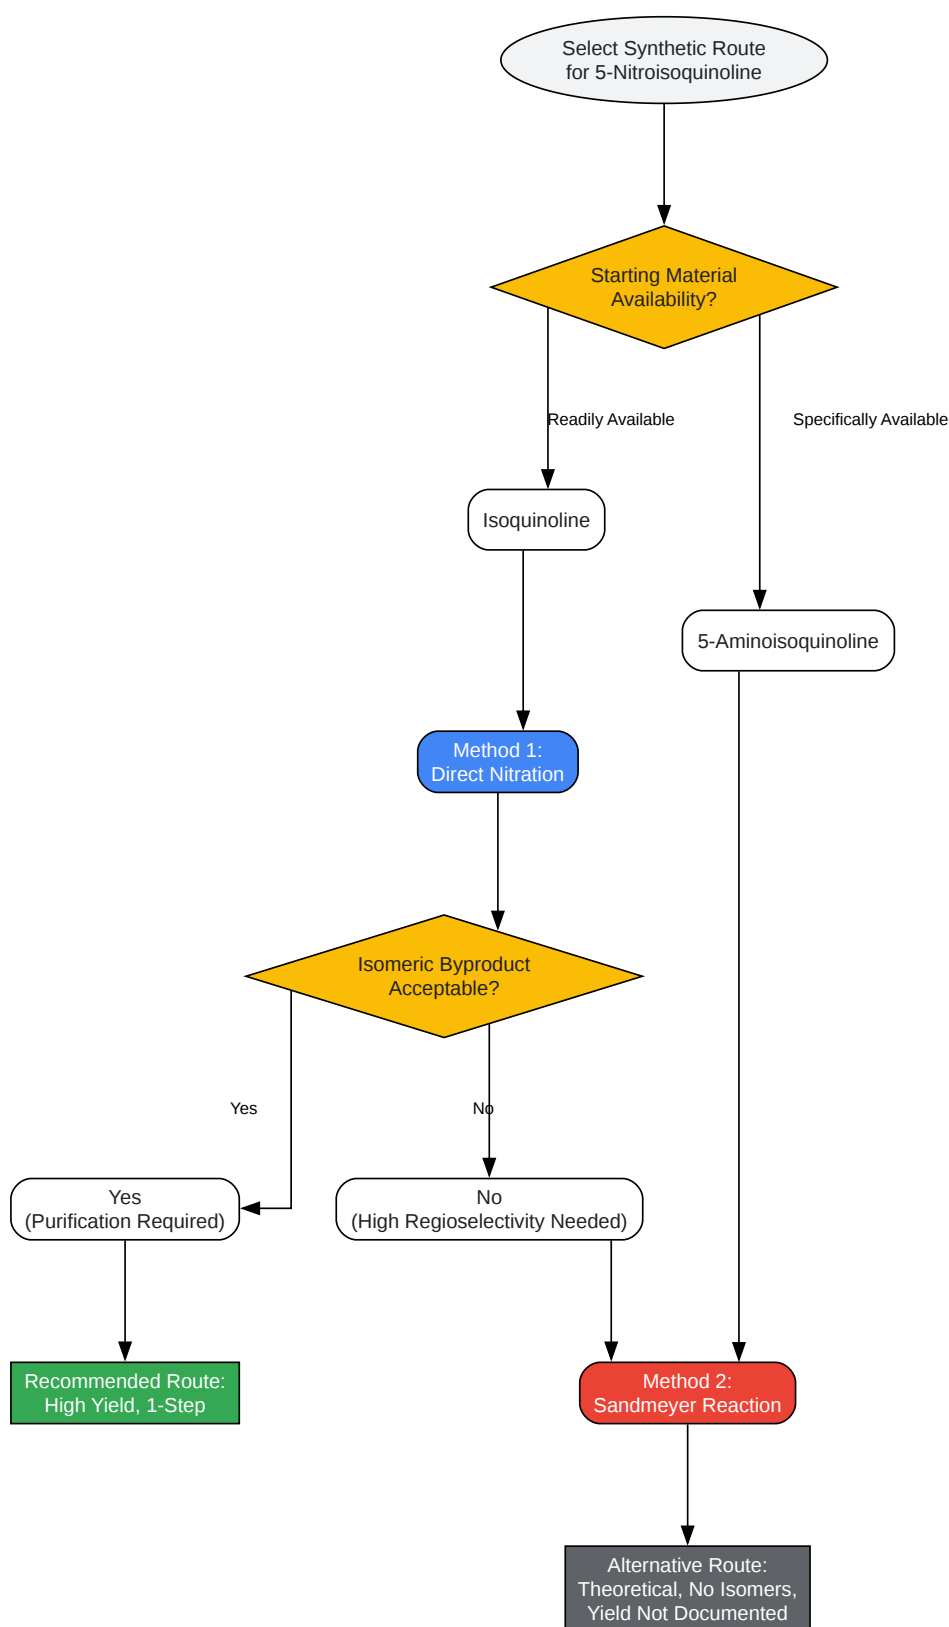 Select Synthetic Route
for 5-Nitroisoquinoline
Starting Material
Availability?
Readily Available
Specifically Available
Isoquinoline
5-Aminoisoquinoline
Method 1:
Direct Nitration
Isomeric Byproduct
Acceptable?
Yes
No
Yes
(Purification Required)
No
(High Regioselectivity Needed)
Recommended Route:
High Yield, 1-Step
Method 2:
Sandmeyer Reaction
Alternative Route:
Theoretical, No Isomers,
Yield Not Documented